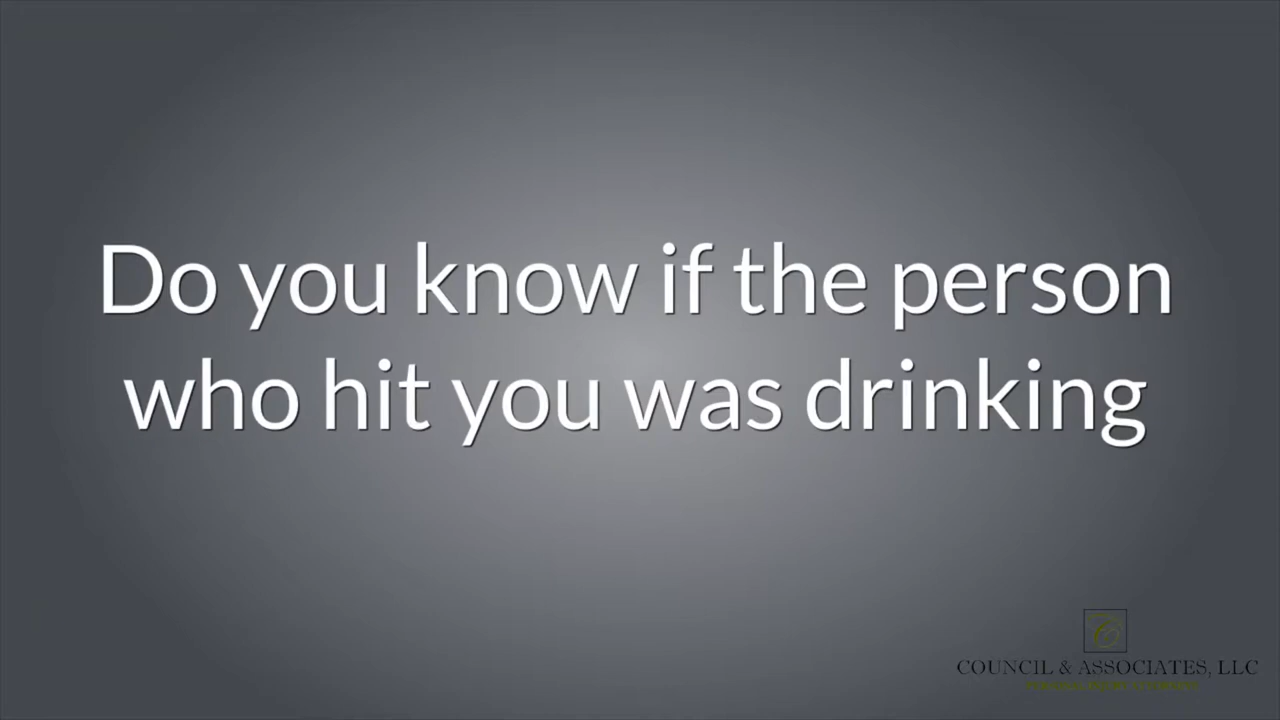 Do you know if the person
who hit you was drinking
COUNCIL & ASSOCIATES, LLC